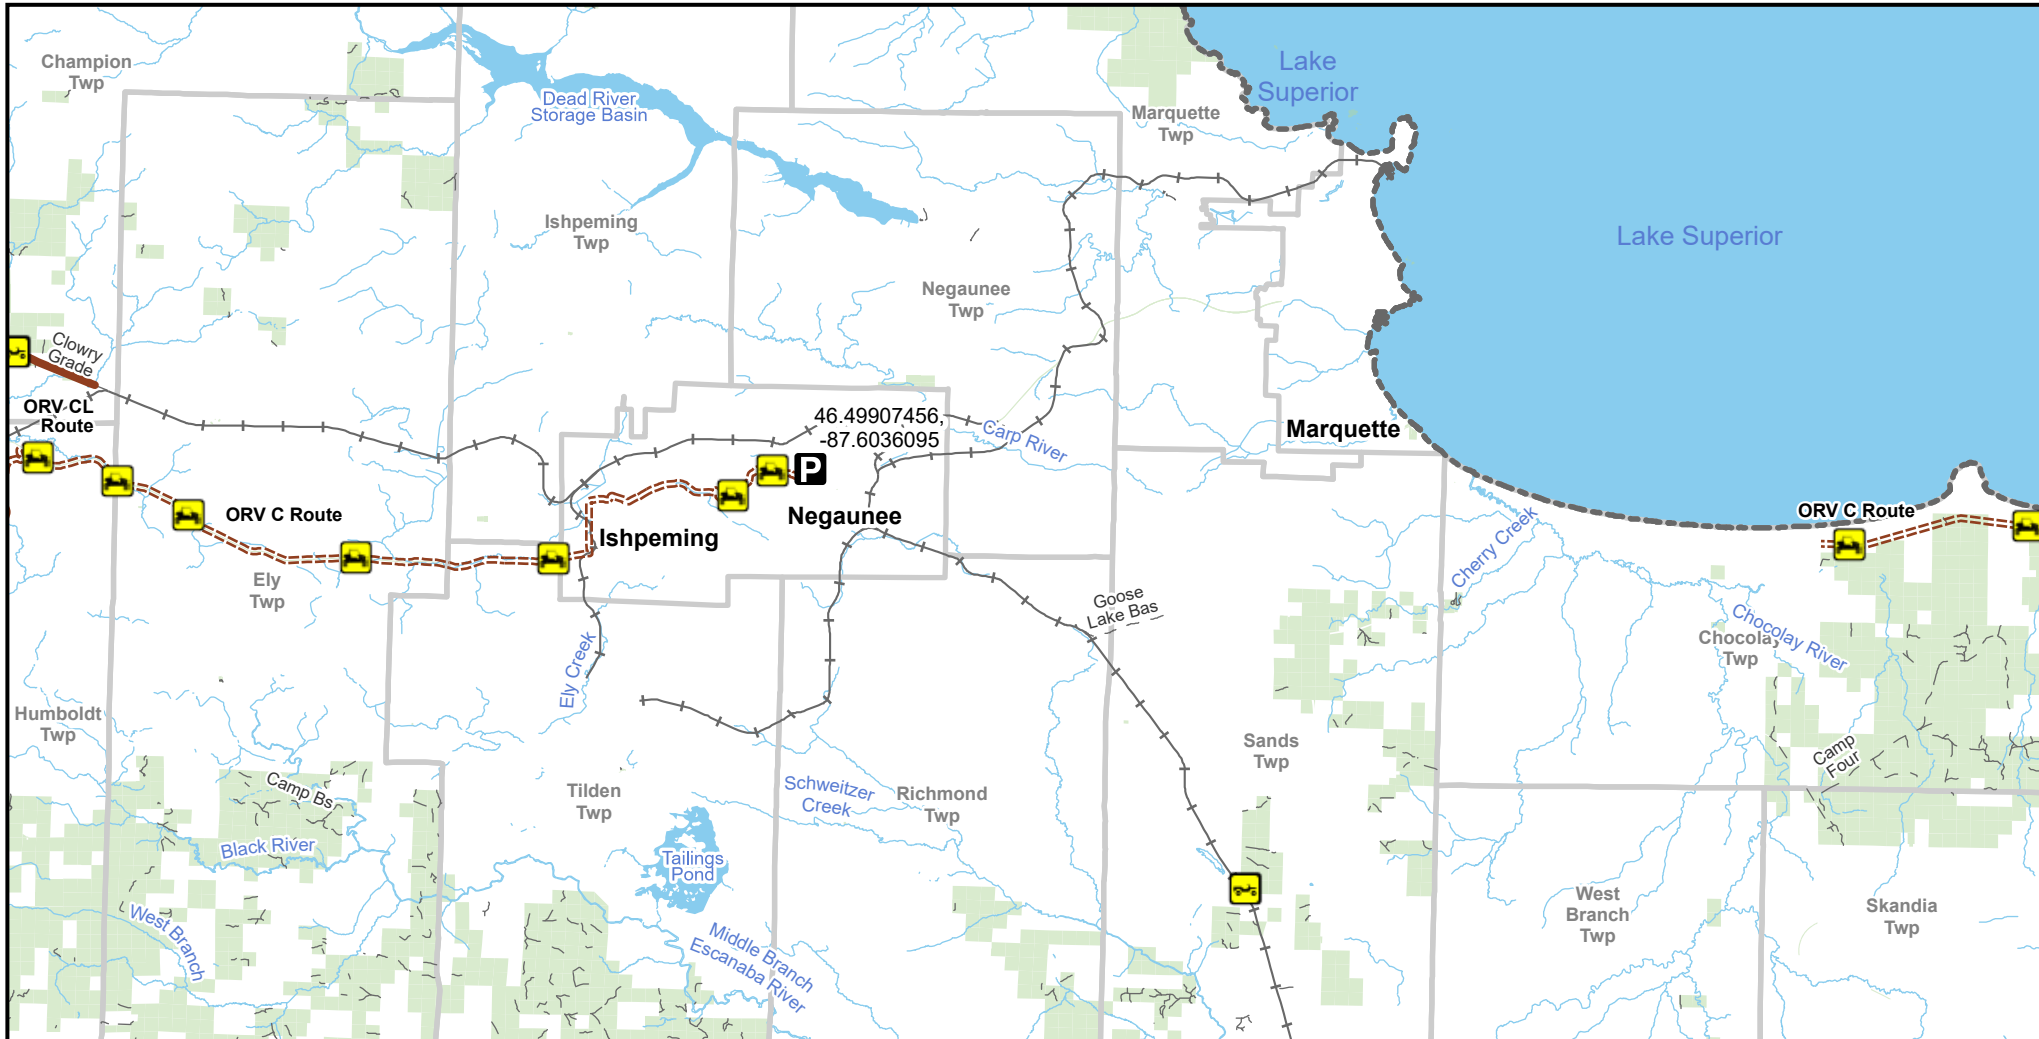 Champion
Twp
Dead River
Storage Basin
Lake
Superior
Marquette
Twp
Ishpeming
Twp
Lake Superior
Negaunee
Twp
Clowry
Grade
ORV CL
Route
46.49907456,
-87.6036095
Carp River
Marquette
P
ORV C Route
Negaunee
Ishpeming
ORV C Route
Cherry Creek
Ely
Twp
Goose
Lake Bas
Chocolay River
Chocolay
Twp
Ely Creek
Humboldt
Twp
Sands
Twp
Camp
Four
Camp Bs
Tilden
Twp
Schweitzer
Creek
Richmond
Twp
Black River
Tailings
Pond
West Branch
Middle Branch
Escanaba River
West
Branch
Twp
Skandia
Twp